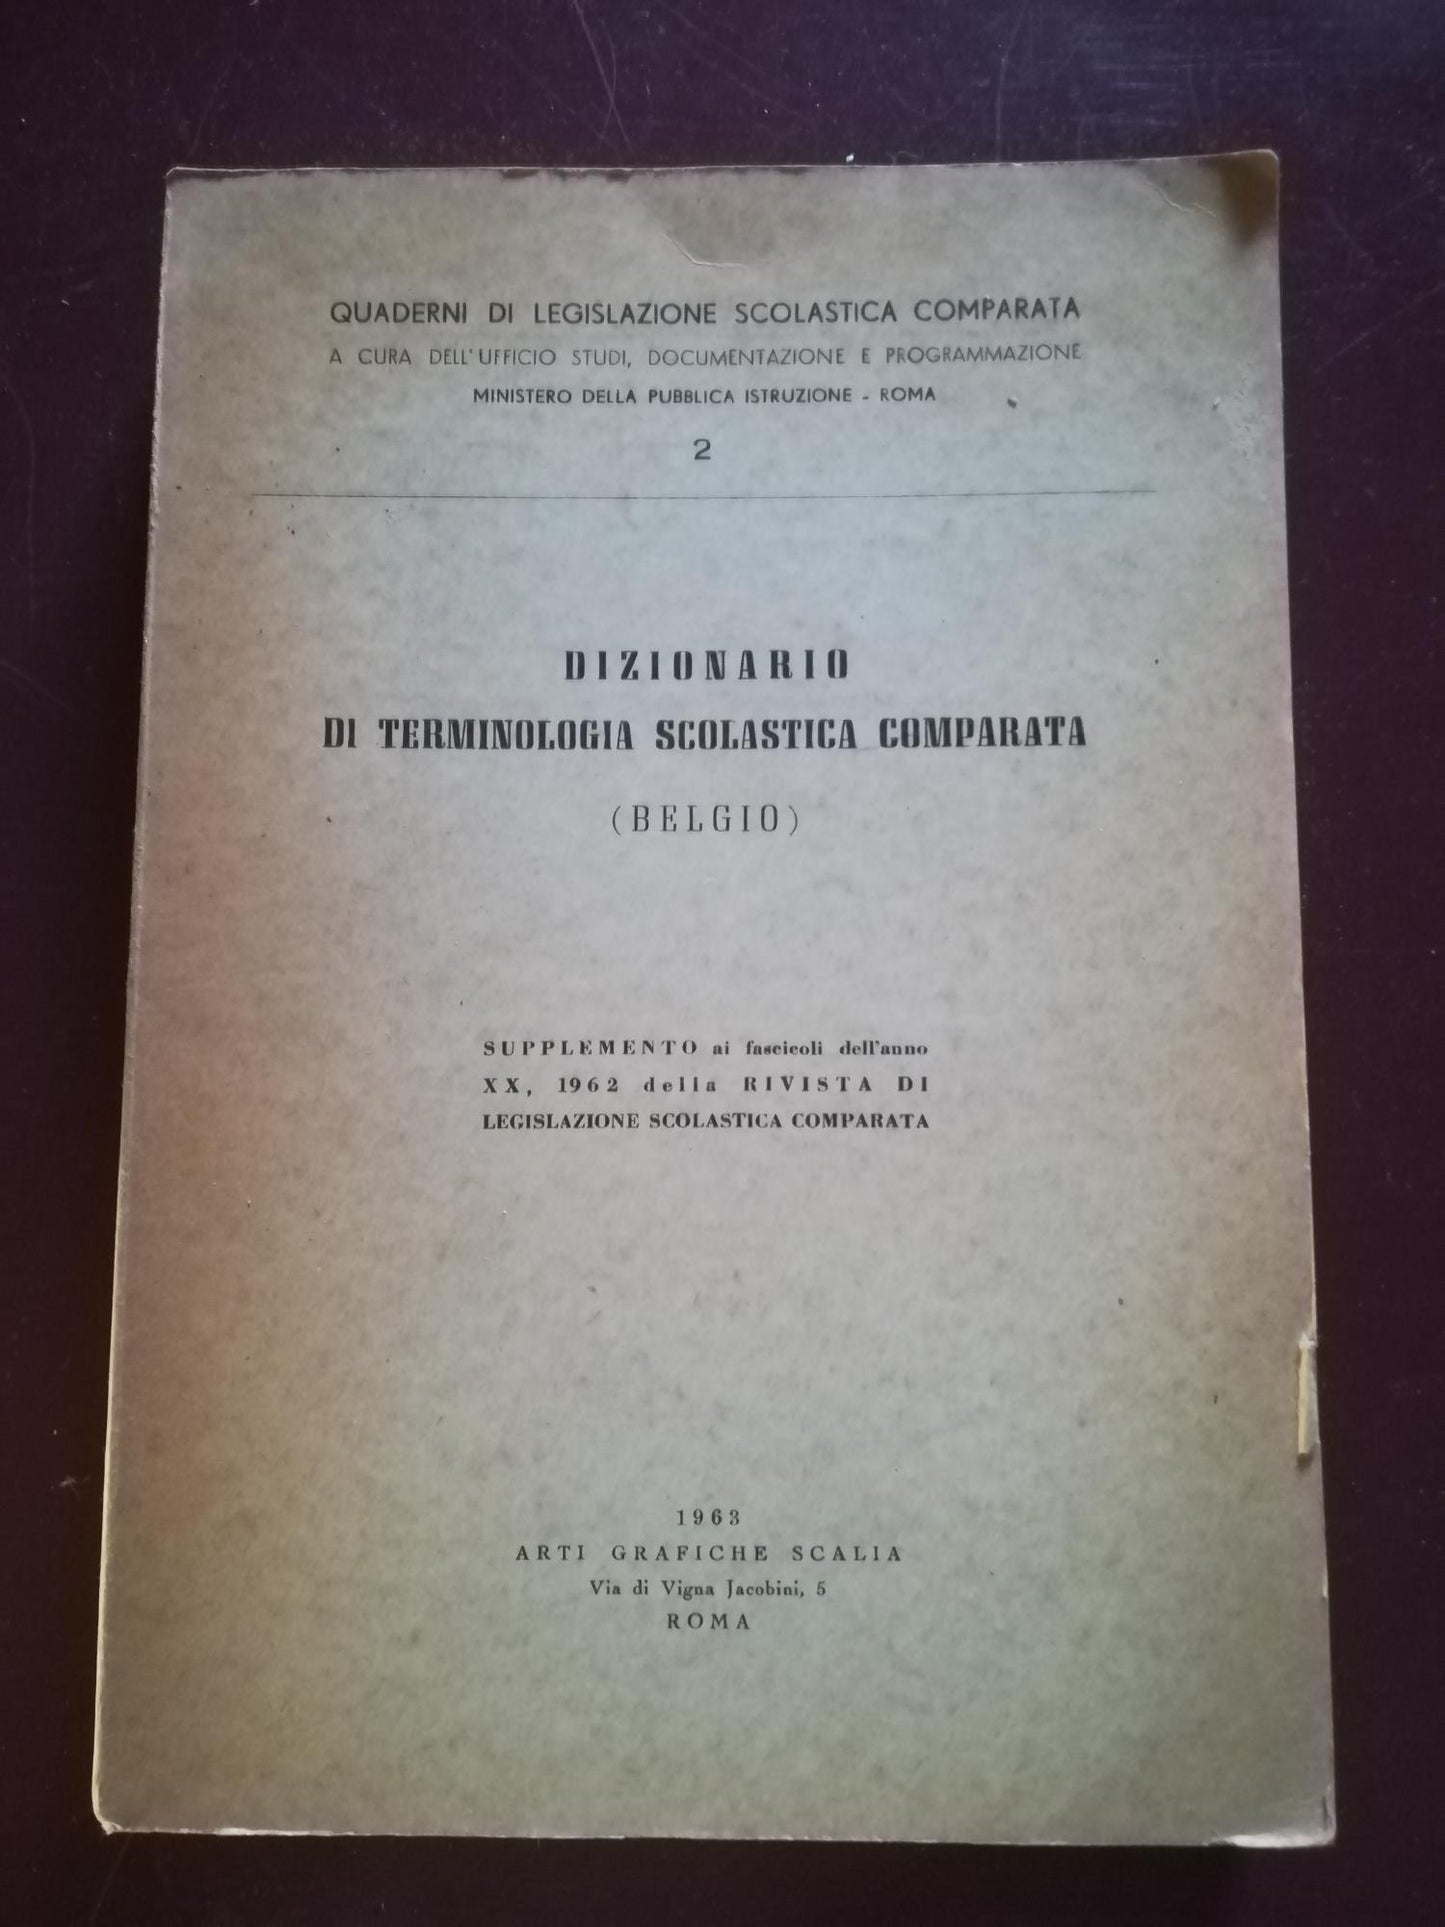 QUADERNI DI LEGISLAZIONE SCOLASTICA COMPARATA
A CURA DELL'UFFICIO STUDI, DOCUMENTAZIONE E PROGRAMMAZIONE
MINISTERO DELLA PUBBLICA ISTRUZIONE - ROMA
2
DIZIONARIO
DI TERMINOLOGIA SCOLASTICA COMPARATA
(BELGIO)
SUPPLEMENTO ai fascicoli dell'anno
XX, 1962 della RIVISTA DI
LEGISLAZIONE SCOLASTICA COMPARATA
1963
ARTI GRAFICHE SCALIA
Via di Vigna Jacobini, 5
ROMA